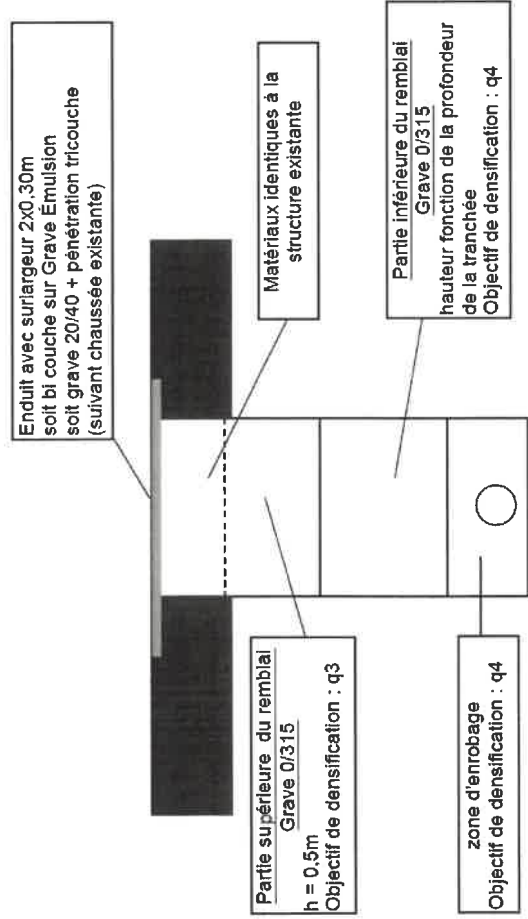 Enduit avec surlargeur 2x0,30m
soit bi couche sur Grave Émulsion
soit grave 20/40 + pénétration tricouche
(suivant chaussée existante)
Matériaux identiques à la
structure existante
Partie supérieure du remblai
Grave 0/315
h = 0,5m
Objectif de densification : q3
Partie inférieure du remblai
Grave 0/315
hauteur fonction de la profondeur
de la tranchée
Objectif de densification : q4
zone d'enrobage
Objectif de densification : q4